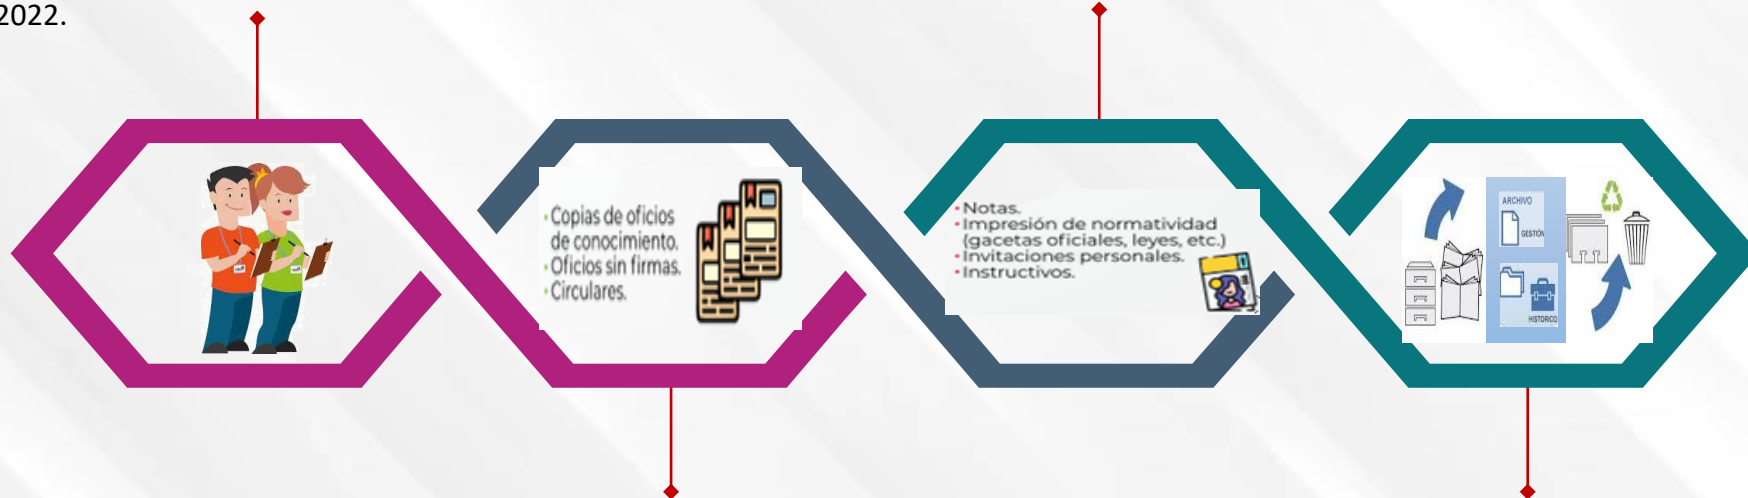 2022.
• Copias de oficios
de conocimiento.
• Oficios sin firmas.
• Circulares.
• Notas.
• Impresión de normatividad
(gacetas oficiales, leyes, etc.)
• Invitaciones personales.
• Instructivos.
ARCHIVO
GESTIÓN
HISTORICO